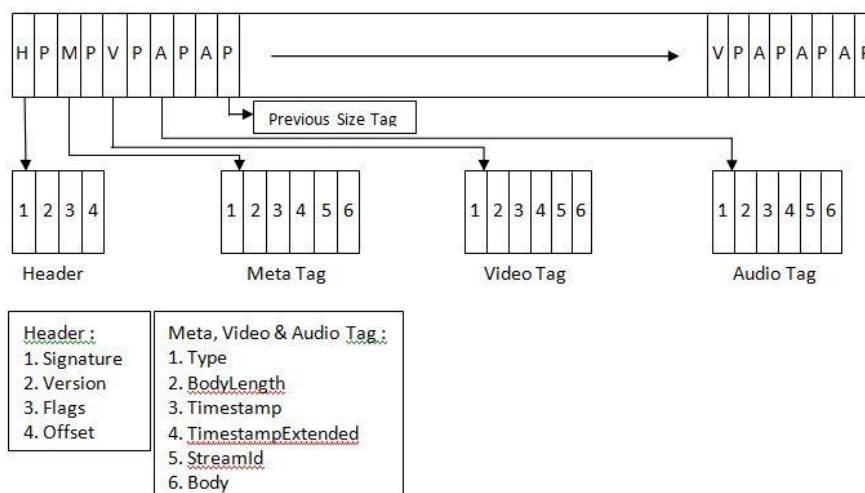 H P M P V P A P A P V P A P A P A P
Previous Size Tag
1 2 3 4 1 2 3 4 5 6 1 2 3 4 5 6 1 2 3 4 5 6
Header Meta Tag Video Tag Audio Tag
Header :
1. Signature
2. Version
3. Flags
4. Offset
Meta, Video & Audio Tag :
1. Type
2. BodyLength
3. Timestamp
4. TimestampExtended
5. StreamId
6. Body